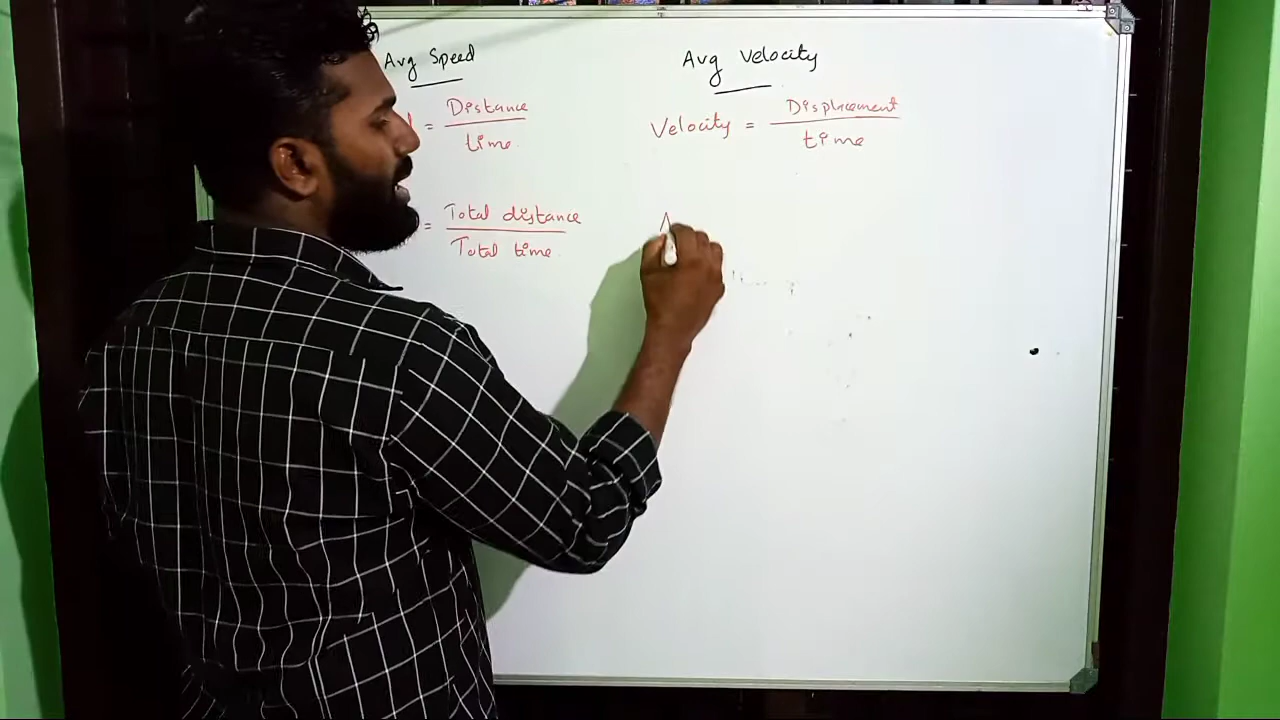 Avg Speed
= Distance / time
= Total distance / Total time
Avg Velocity
Velocity = Displacement / time
A